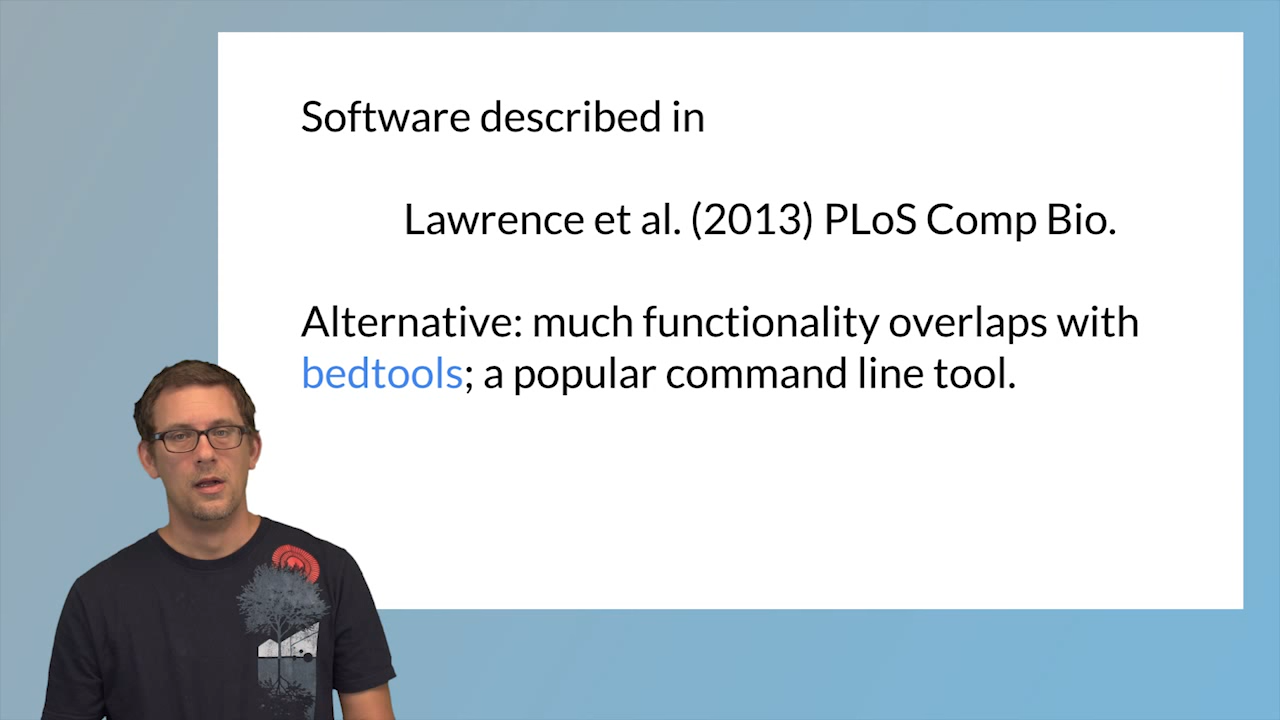 Software described in
Lawrence et al. (2013) PLoS Comp Bio.
Alternative: much functionality overlaps with
bedtools; a popular command line tool.